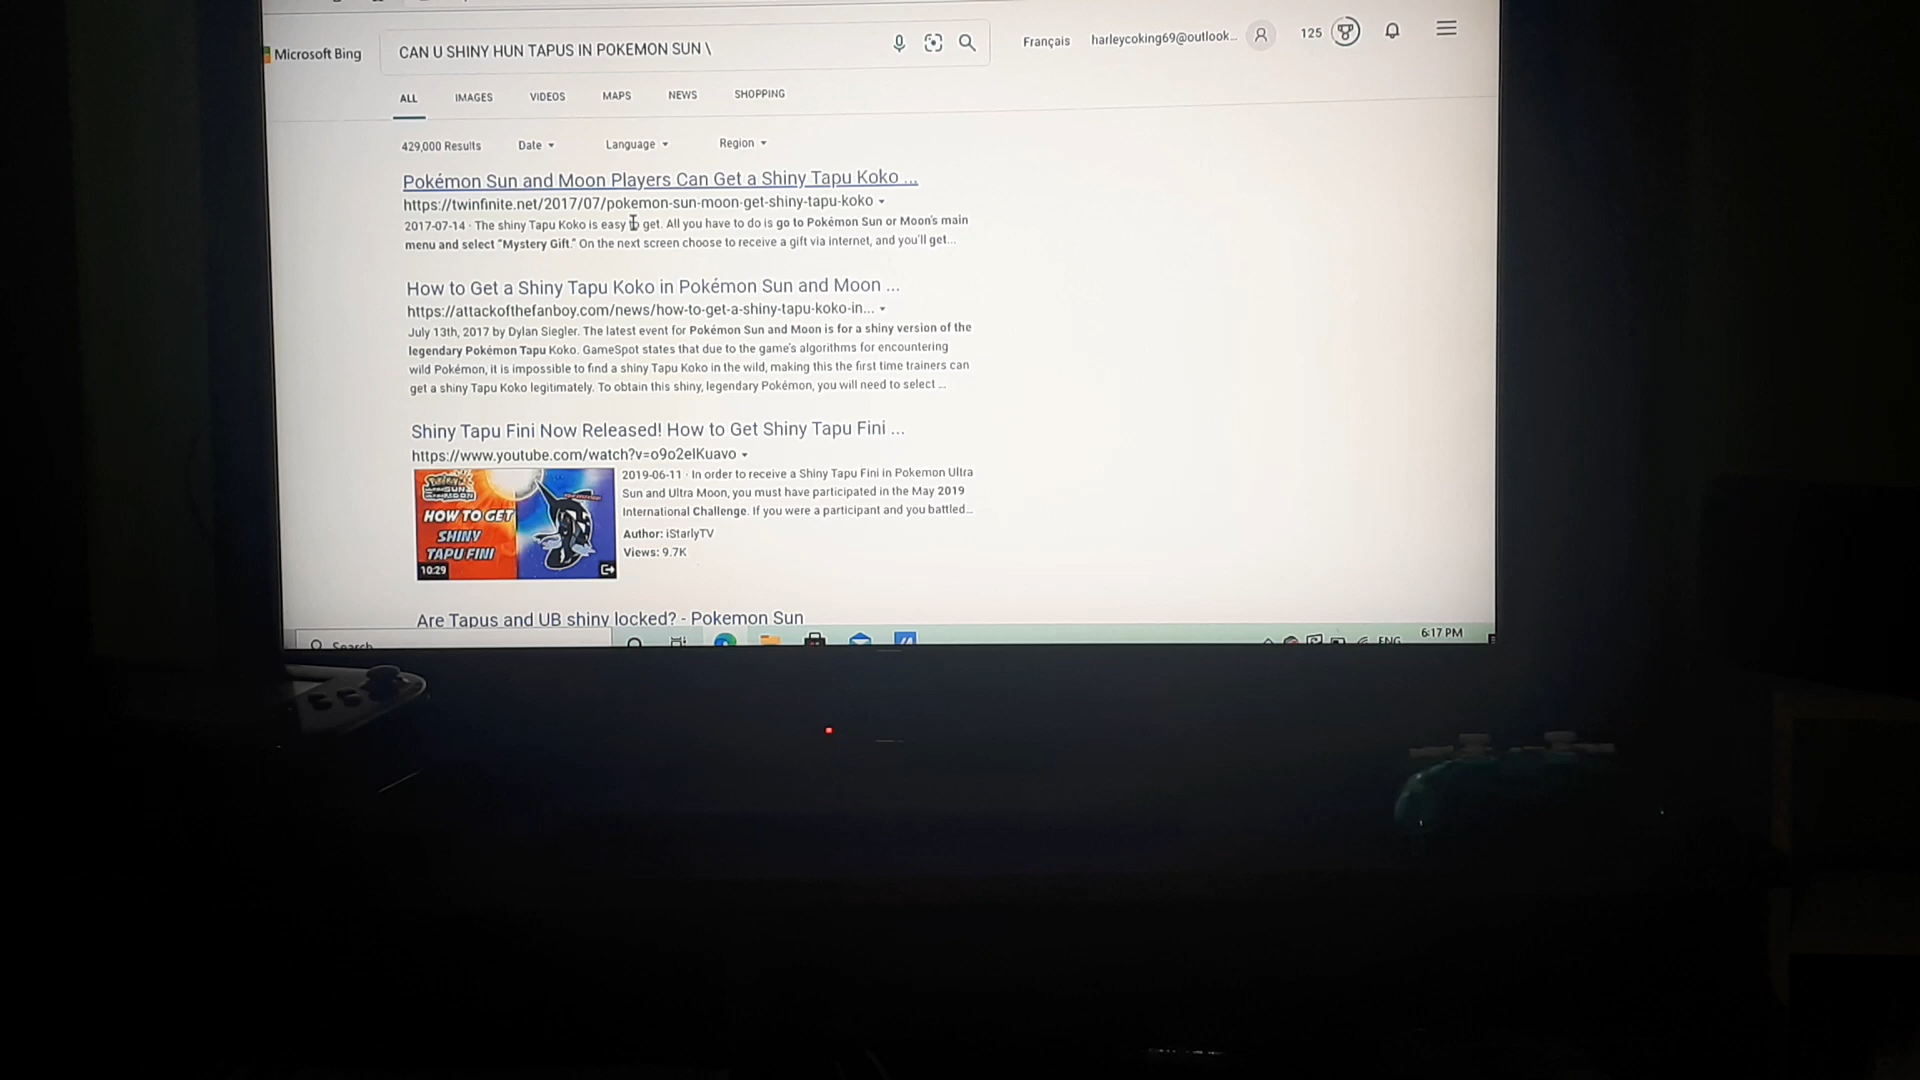 Microsoft Bing
CAN U SHINY HUN TAPUS IN POKEMON SUN \
Français
harleycoking69@outlook...
125
ALL
IMAGES
VIDEOS
MAPS
NEWS
SHOPPING
429,000 Results
Date
Language
Region
Pokémon Sun and Moon Players Can Get a Shiny Tapu Koko ...
https://twinfinite.net/2017/07/pokemon-sun-moon-get-shiny-tapu-koko
2017-07-14 · The shiny Tapu Koko is easy to get. All you have to do is go to Pokémon Sun or Moon's main
menu and select "Mystery Gift." On the next screen choose to receive a gift via internet, and you'll get...
How to Get a Shiny Tapu Koko in Pokémon Sun and Moon ...
https://attackofthefanboy.com/news/how-to-get-a-shiny-tapu-koko-in...
July 13th, 2017 by Dylan Siegler. The latest event for Pokémon Sun and Moon is for a shiny version of the
legendary Pokémon Tapu Koko. GameSpot states that due to the game's algorithms for encountering
wild Pokémon, it is impossible to find a shiny Tapu Koko in the wild, making this the first time trainers can
get a shiny Tapu Koko legitimately. To obtain this shiny, legendary Pokémon, you will need to select ...
Shiny Tapu Fini Now Released! How to Get Shiny Tapu Fini ...
https://www.youtube.com/watch?v=o9o2elKuavo
HOW TO GET
SHINY
TAPU FINI
10:29
2019-06-11 · In order to receive a Shiny Tapu Fini in Pokemon Ultra
Sun and Ultra Moon, you must have participated in the May 2019
International Challenge. If you were a participant and you battled...
Author: iStarlyTV
Views: 9.7K
Are Tapus and UB shiny locked? - Pokemon Sun
Search
ENG
6:17 PM